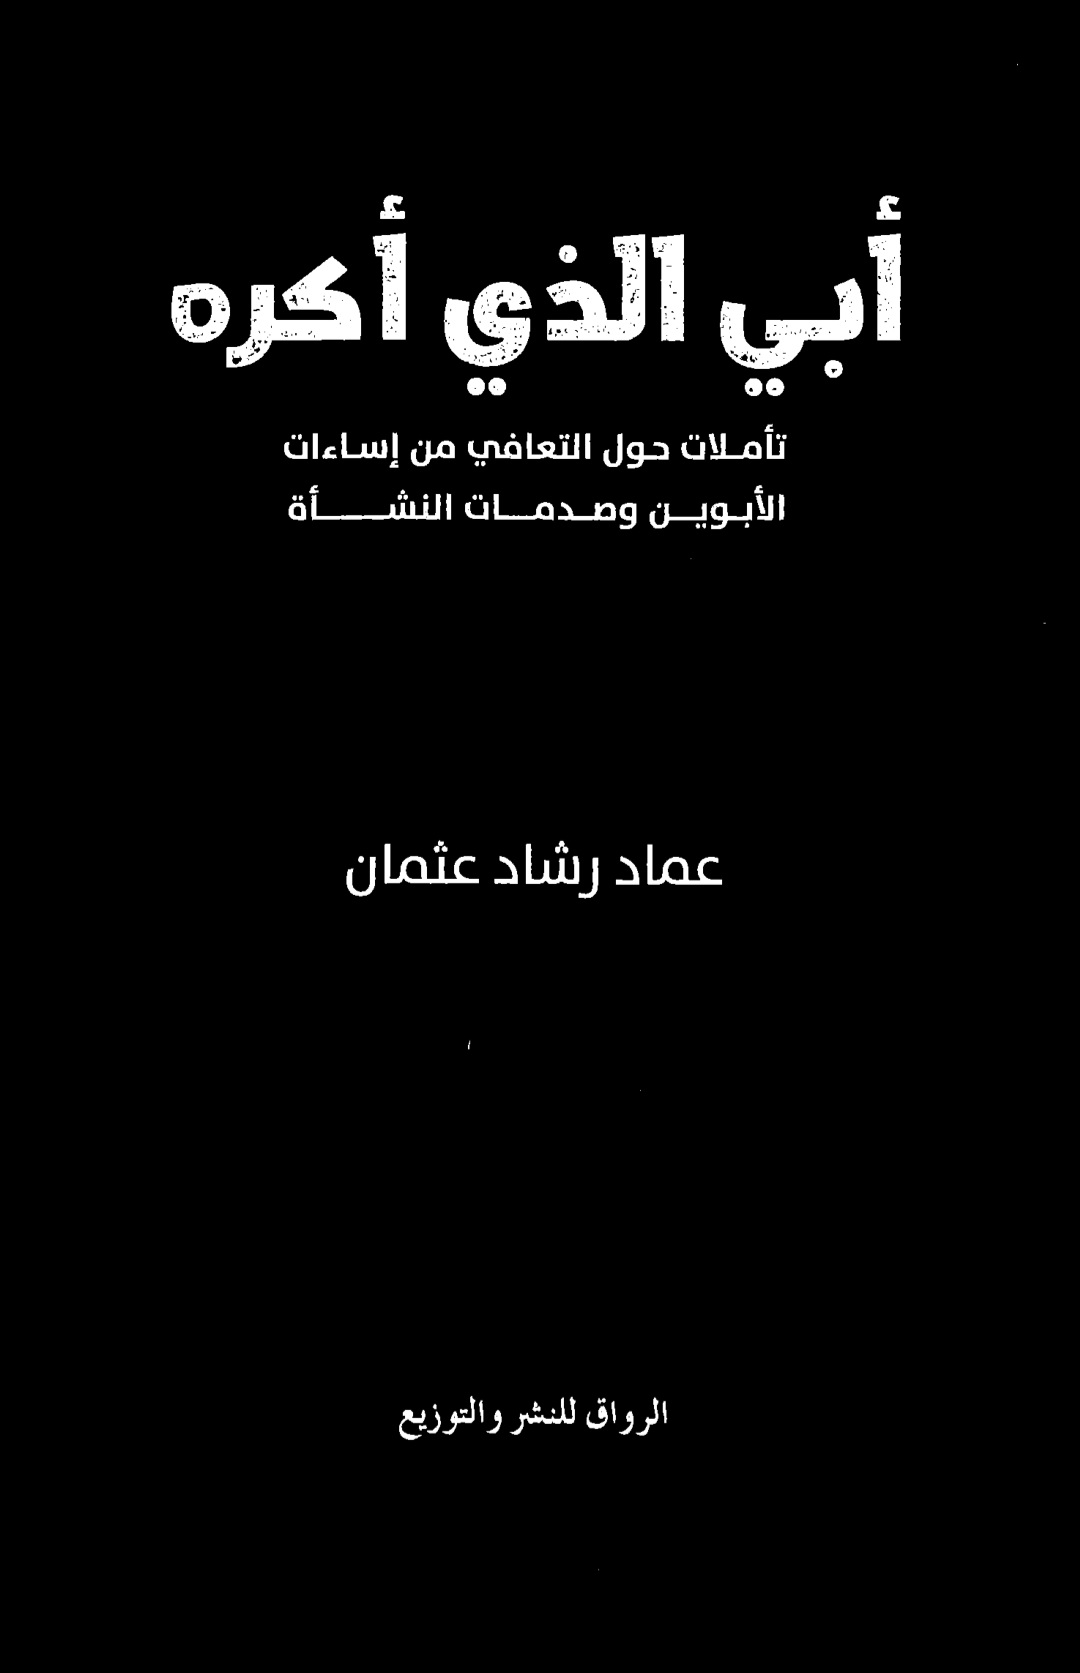 أبي الذي أكره
تأملات حول التعافي من إساءات
الأبوين وصدمات النشأة
عماد رشاد عثمان
الرواق للنشر والتوزيع